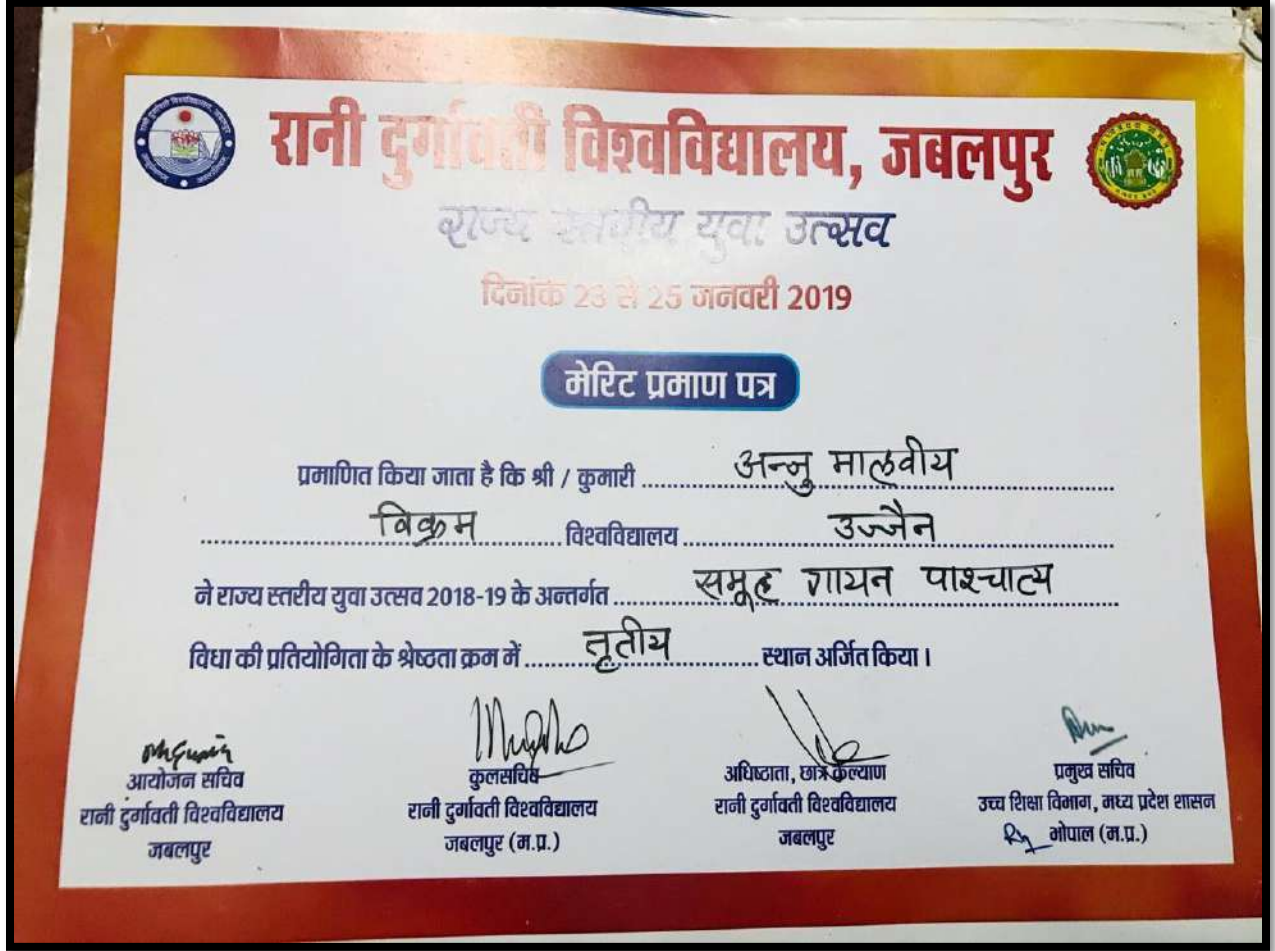 रानी दुर्गावती विश्वविद्यालय, जबलपुर
राज्य स्तरीय युवा उत्सव
दिनांक 23 से 25 जनवरी 2019
मेरिट प्रमाण पत्र
प्रमाणित किया जाता है कि श्री / कुमारी अन्जु मालवीय
विक्रम विश्वविद्यालय उज्जैन
ने राज्य स्तरीय युवा उत्सव 2018-19 के अन्तर्गत समूह गायन पाश्चात्य
विधा की प्रतियोगिता के श्रेष्ठता क्रम में तृतीय स्थान अर्जित किया।
आयोजन सचिव
रानी दुर्गावती विश्वविद्यालय
जबलपुर
कुलसचिव
रानी दुर्गावती विश्वविद्यालय
जबलपुर (म.प्र.)
अधिष्ठाता, छात्र कल्याण
रानी दुर्गावती विश्वविद्यालय
जबलपुर
प्रमुख सचिव
उच्च शिक्षा विभाग, मध्य प्रदेश शासन
भोपाल (म.प्र.)